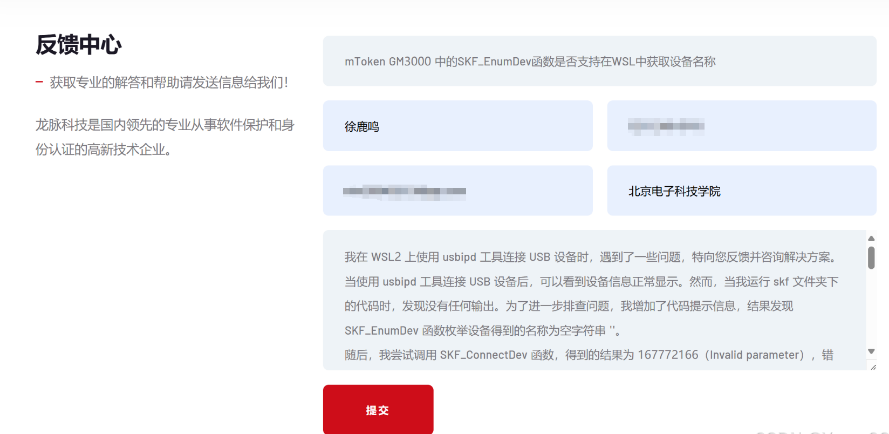 反馈中心
– 获取专业的解答和帮助请发送信息给我们!
龙脉科技是国内领先的专业从事软件保护和身
份认证的高新技术企业。
mToken GM3000 中的SKF_EnumDev函数是否支持在WSL中获取设备名称
徐鹿鸣
北京电子科技学院
我在 WSL2 上使用 usbipd 工具连接 USB 设备时，遇到了一些问题，特向您反馈并咨询解决方案。
当使用 usbipd 工具连接 USB 设备后，可以看到设备信息正常显示。然而，当我运行 skf 文件夹下
的代码时，发现没有任何输出。为了进一步排查问题，我增加了代码提示信息，结果发现
SKF_EnumDev 函数枚举设备得到的名称为空字符串 ''。
随后，我尝试调用 SKF_ConnectDev 函数，得到的结果为 167772166（Invalid parameter），错
提交